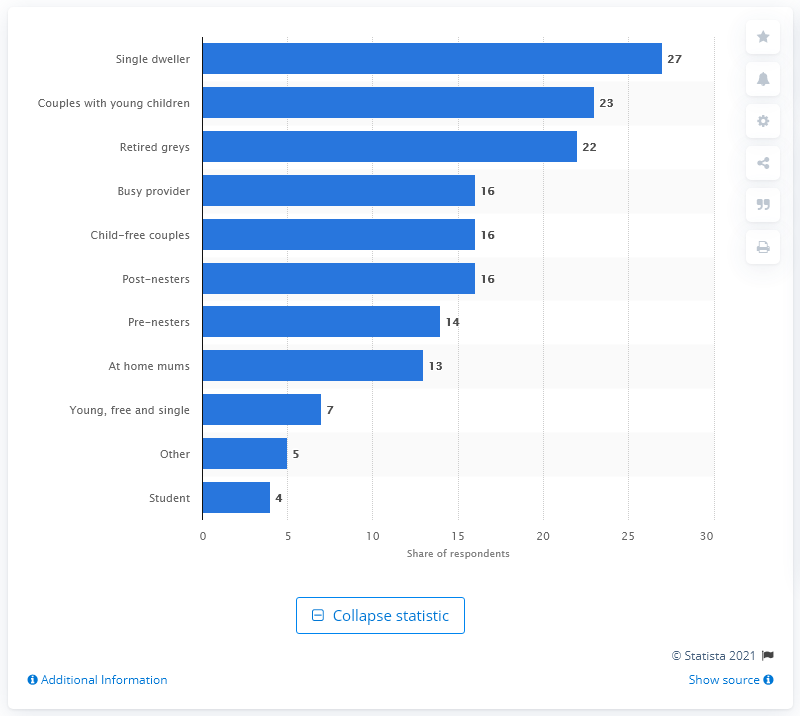 Single dweller 27
Couples with young children 23
Retired greys 22
Busy provider 16
Child-free couples 16
Post-nesters 16
Pre-nesters 14
At home mums 13
Young, free and single 7
Other 5
Student 4
0 5 10 15 20 25 30
Share of respondents
Collapse statistic
© Statista 2021
Additional Information
Show source